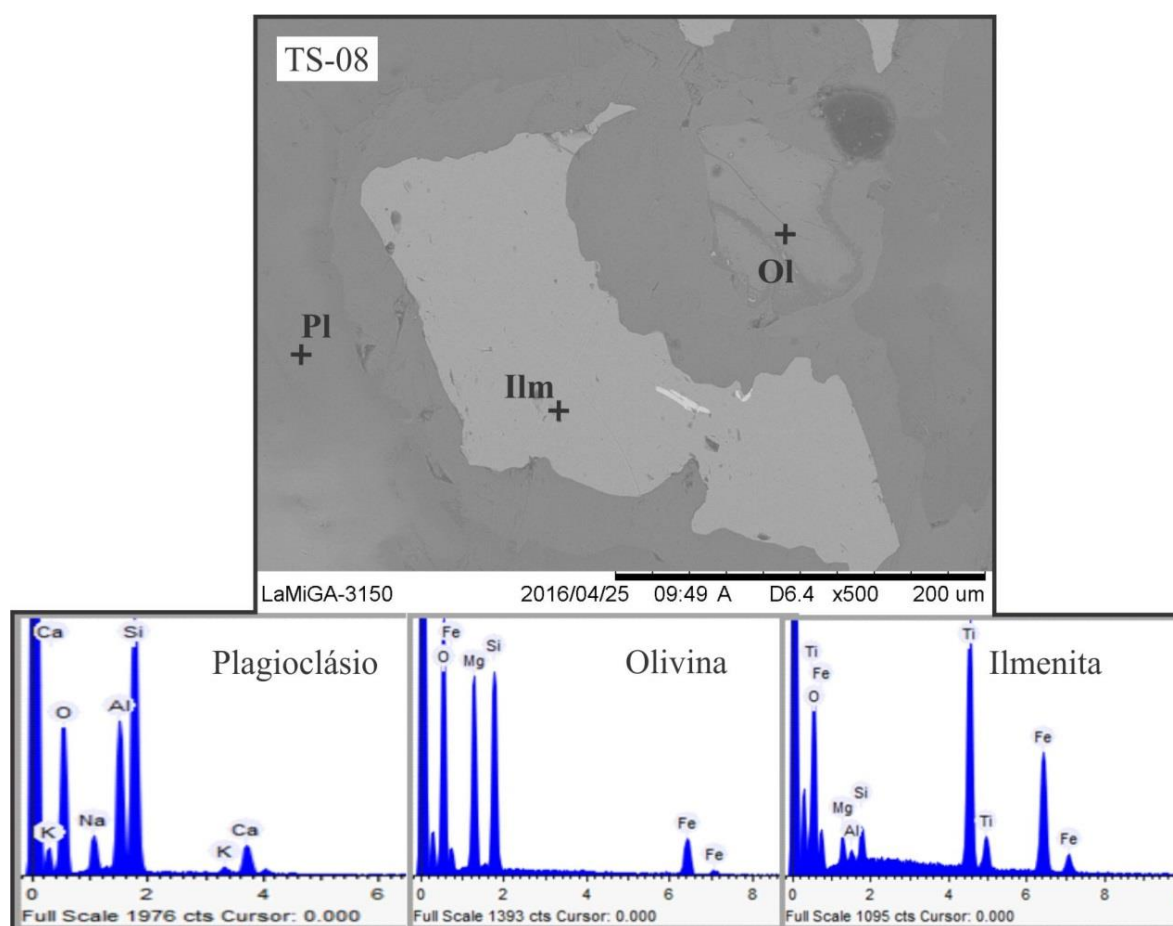 TS-08
Ol
Pl
Ilm
LaMiGA-3150 2016/04/25 09:49 A D6.4 x500 200 um
Ca Si Plagioclásio
O Al
K Na K Ca
0 2 4 6
Full Scale 1976 cts Cursor: 0.000
Fe Si Olivina
O Mg
Fe Fe
0 2 4 6 8
Full Scale 1393 cts Cursor: 0.000
Ti Ti Ilmenita
Fe
O Fe
Mg Si
Al Ti Fe
0 2 4 6 8
Full Scale 1095 cts Cursor: 0.000